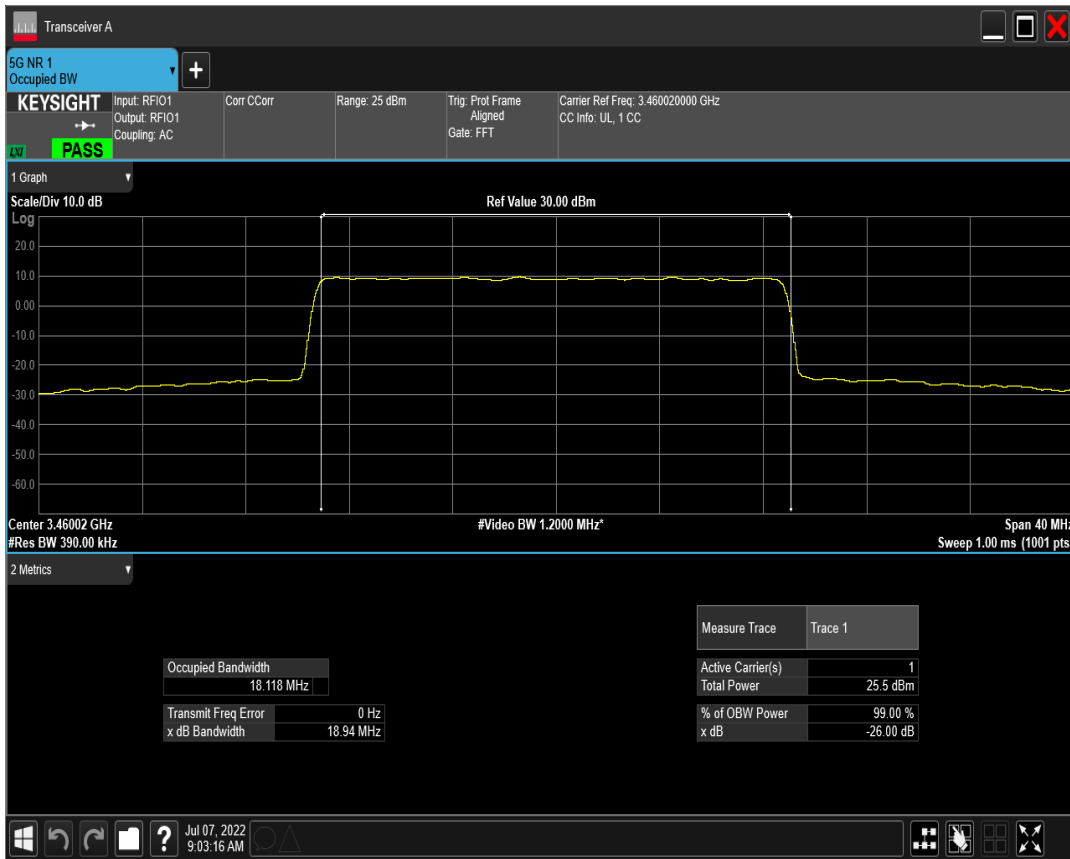 Transceiver A
5G NR 1
Occupied BW
KEYSIGHT
LXI
PASS
Input: RFIO1
Output: RFIO1
Coupling: AC
Corr CCorr
Range: 25 dBm
Trig: Prot Frame
Aligned
Gate: FFT
Carrier Ref Freq: 3.460020000 GHz
CC Info: UL, 1 CC
1 Graph
Scale/Div 10.0 dB
Ref Value 30.00 dBm
Log
20.0
10.0
0.00
-10.0
-20.0
-30.0
-40.0
-50.0
-60.0
Center 3.46002 GHz
#Video BW 1.2000 MHz*
Span 40 MHz
#Res BW 390.00 kHz
Sweep 1.00 ms (1001 pts
2 Metrics
Measure Trace Trace 1
Occupied Bandwidth
18.118 MHz
Active Carrier(s) 1
Total Power 25.5 dBm
Transmit Freq Error 0 Hz
x dB Bandwidth 18.94 MHz
% of OBW Power 99.00 %
x dB -26.00 dB
?
Jul 07, 2022
9:03:16 AM